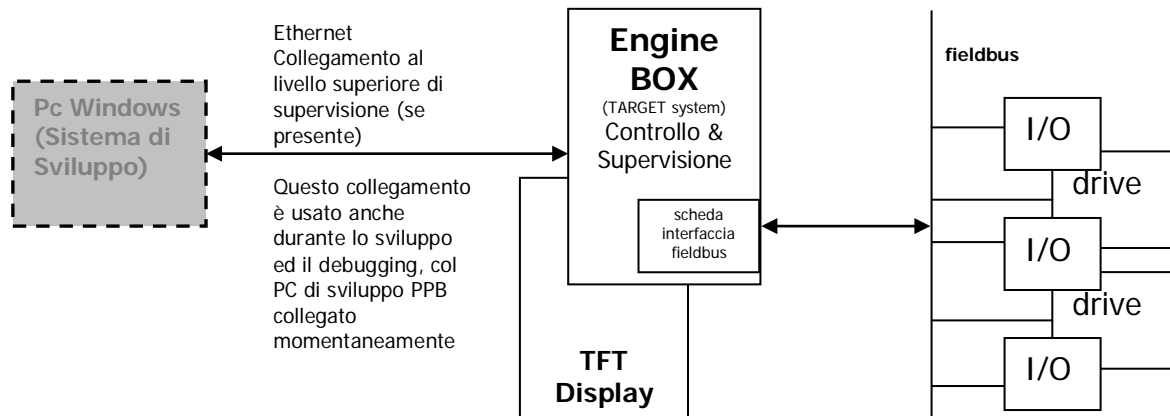 Pc Windows
(Sistema di
Sviluppo)
Ethernet
Collegamento al
livello superiore di
supervisione (se
presente)
Questo collegamento
è usato anche
durante lo sviluppo
ed il debugging, col
PC di sviluppo PPB
collegato
momentaneamente
Engine
BOX
(TARGET system)
Controllo &
Supervisione
scheda
interfaccia
fieldbus
TFT
Display
fieldbus
I/O
drive
I/O
drive
I/O